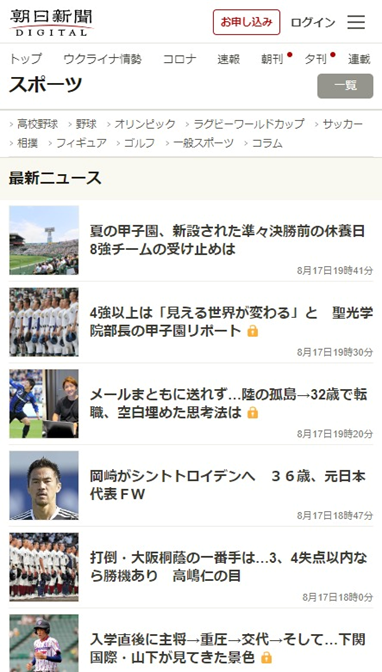 朝日新聞
DIGITAL
お申し込み
ログイン
トップ ウクライナ情勢 コロナ 速報 朝刊 夕刊 連載
スポーツ
一覧
› 高校野球 › 野球 › オリンピック › ラグビーワールドカップ › サッカー
› 相撲 › フィギュア › ゴルフ › 一般スポーツ › コラム
最新ニュース
夏の甲子園、新設された準々決勝前の休養日
8強チームの受け止めは
8月17日19時41分
4強以上は「見える世界が変わる」と 聖光学
院部長の甲子園リポート
8月17日19時30分
メールまともに送れず…陸の孤島→32歳で転
職、空白埋めた思考法は
8月17日19時20分
岡崎がシントトロイデンへ ３６歳、元日本
代表ＦＷ
8月17日18時47分
打倒・大阪桐蔭の一番手は…3、4失点以内な
ら勝機あり 高嶋仁の目
8月17日18時0分
入学直後に主将→重圧→交代→そして…下関
国際・山下が見てきた景色